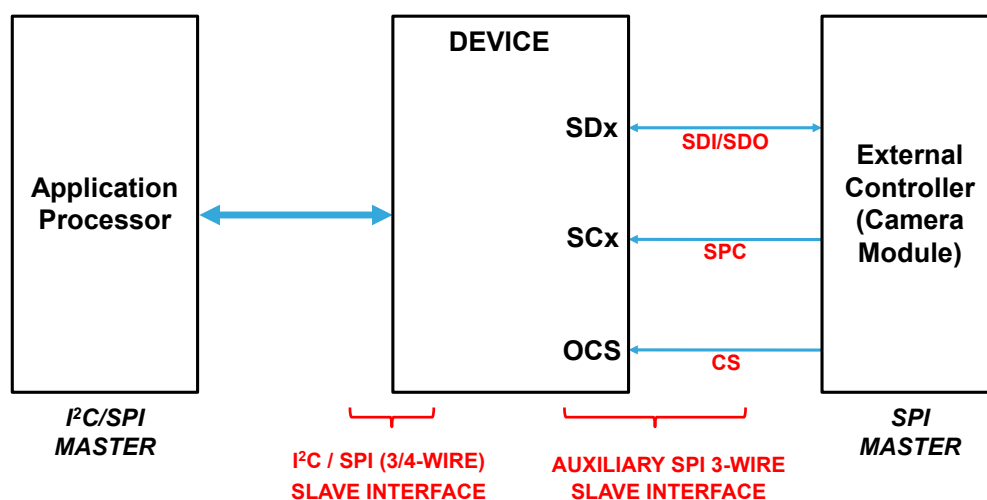 DEVICE
Application
Processor
SDx
SCx
OCS
SDI/SDO
SPC
CS
External
Controller
(Camera
Module)
I²C/SPI
MASTER
I²C / SPI (3/4-WIRE)
SLAVE INTERFACE
AUXILIARY SPI 3-WIRE
SLAVE INTERFACE
SPI
MASTER